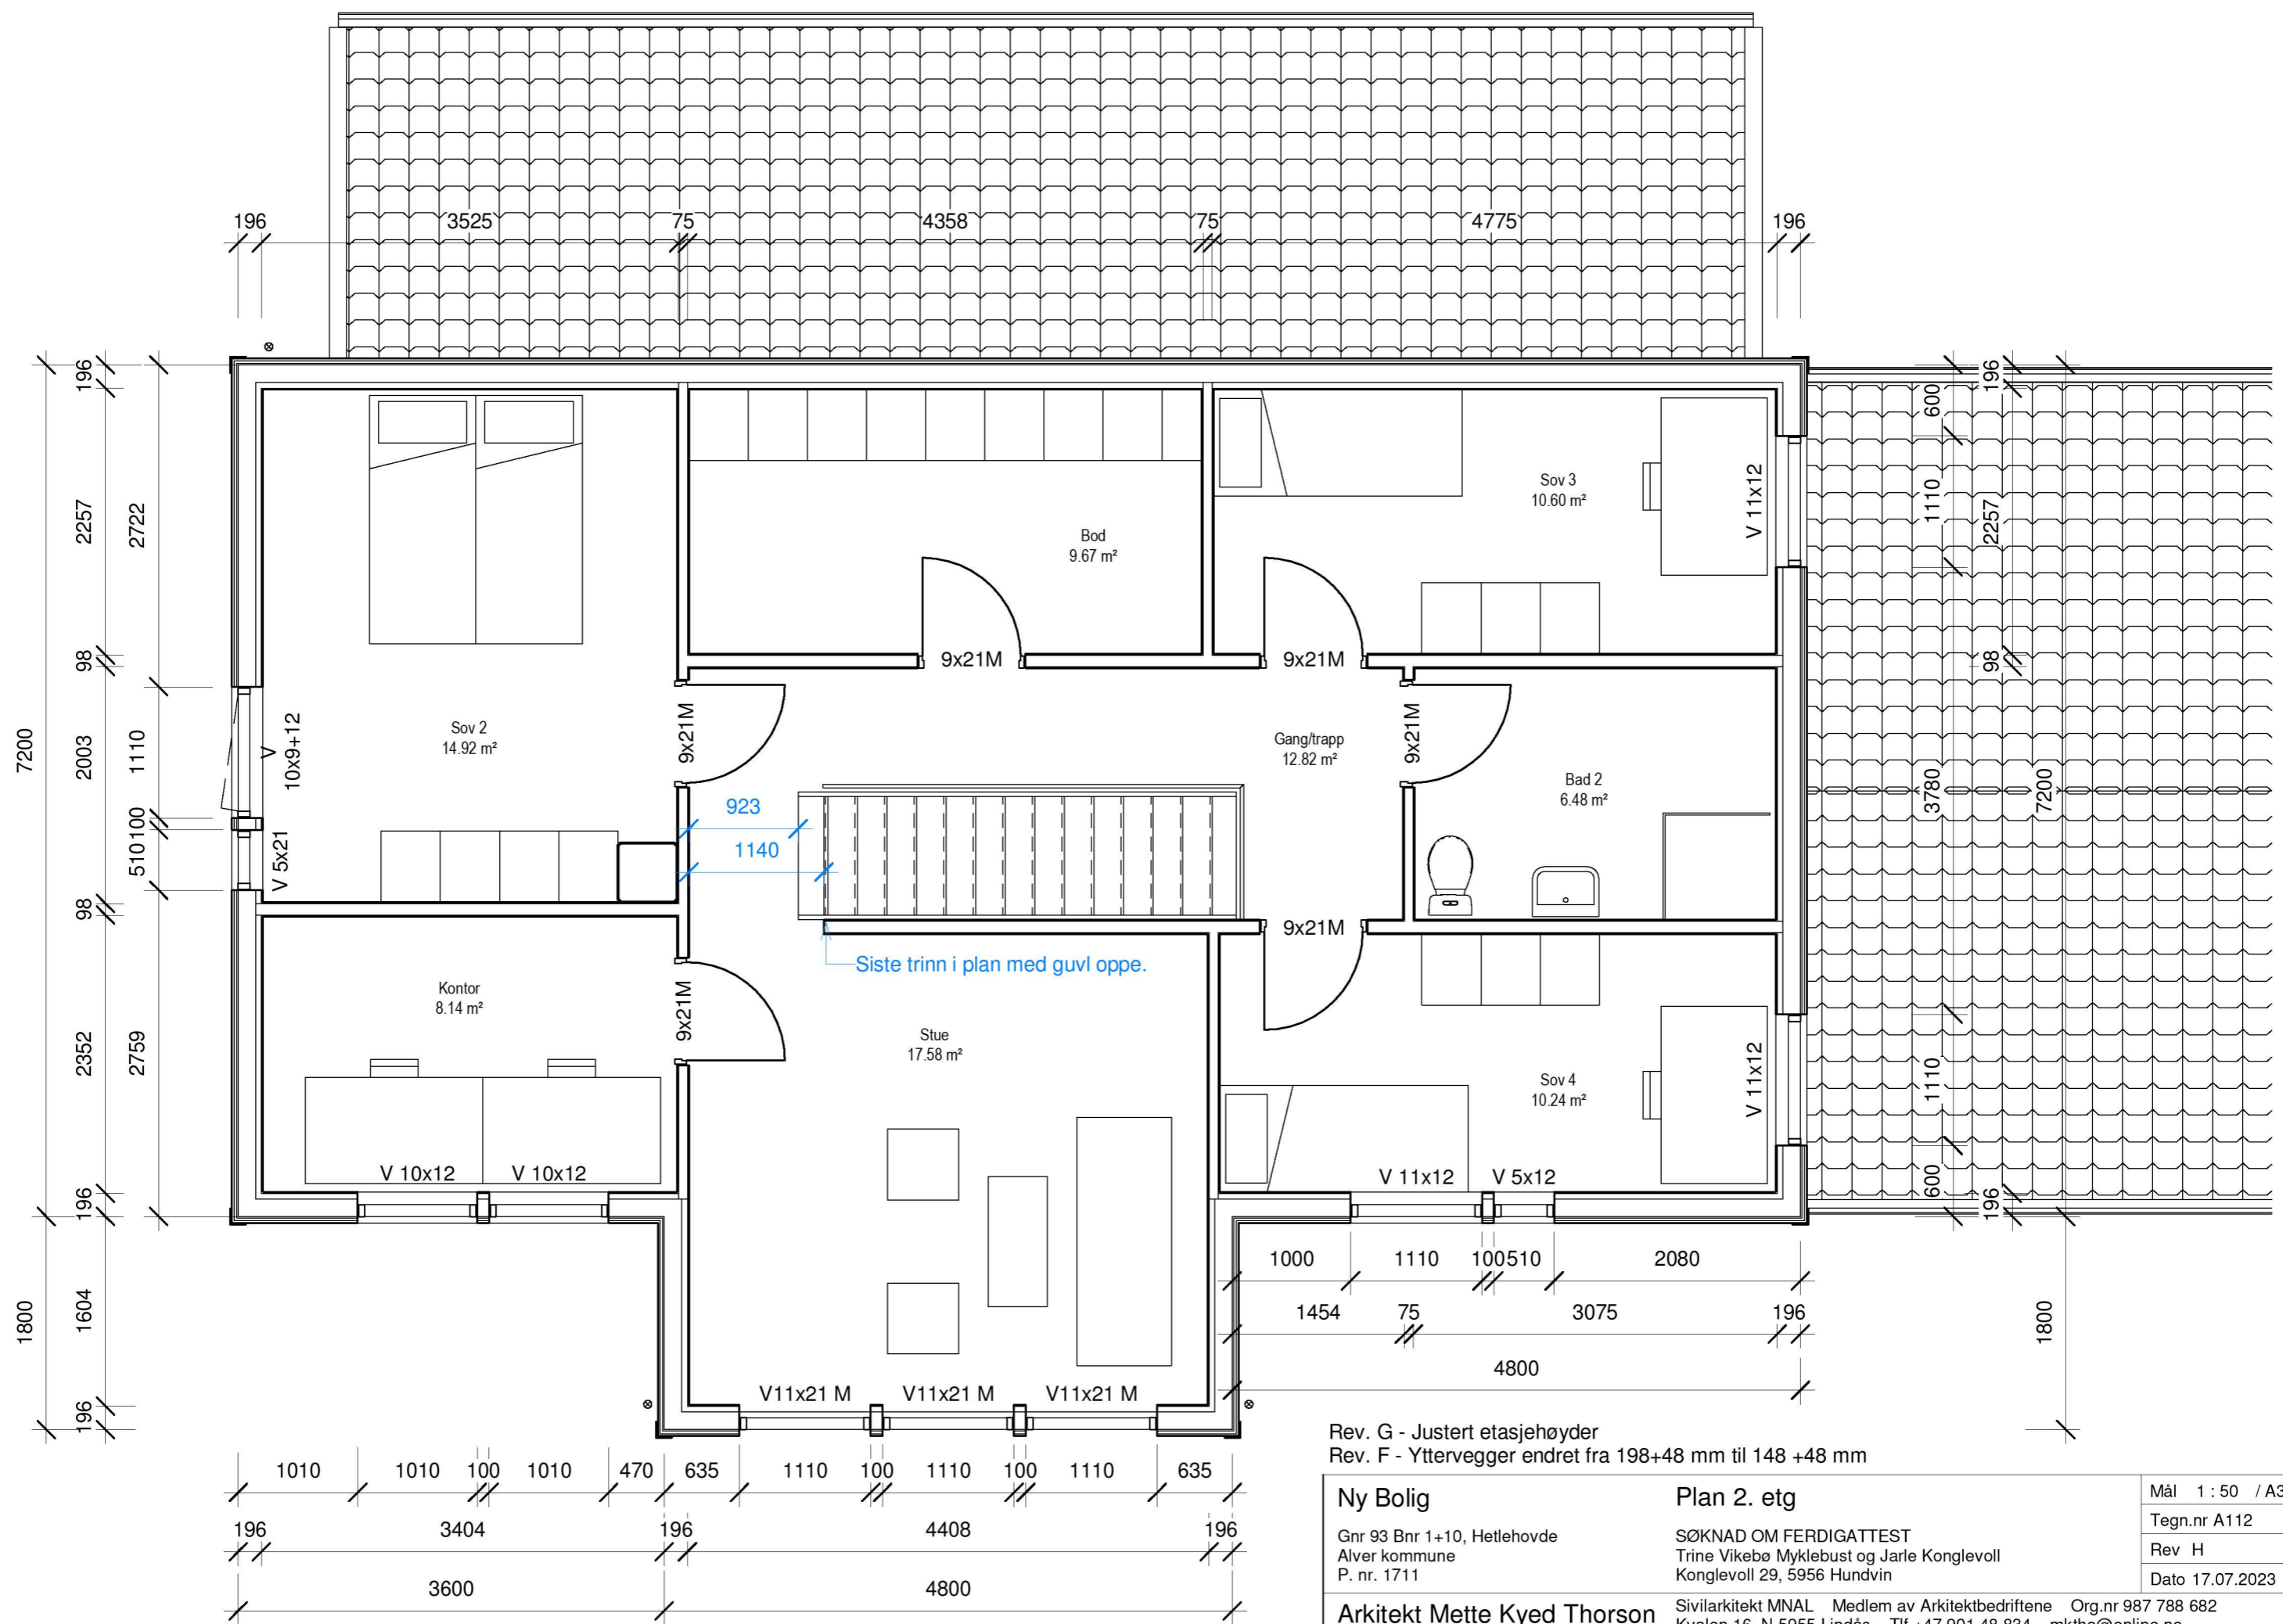 196 3525 75 4358 75 4775 196
7200
1800
196
2257
98
2003
98
2352
196
1604
196
2722
1110
100
510
2759
Sov 2
14.92 m²
V
10x9+12
V 5x21
9x21M
Bod
9.67 m²
9x21M
Sov 3
10.60 m²
V 11x12
9x21M
Gang/trapp
12.82 m²
9x21M
Bad 2
6.48 m²
923
1140
Siste trinn i plan med guvl oppe.
9x21M
Kontor
8.14 m²
9x21M
V 10x12 V 10x12
Stue
17.58 m²
V11x21 M V11x21 M V11x21 M
Sov 4
10.24 m²
V 11x12
V 11x12 V 5x12
600
1110
3780
1110
600
196
2257
98
196
7200
1800
1000 1110 100 510 2080
1454 75 3075 196
4800
1010 1010 100 1010 470 635 1110 100 1110 100 1110 635
196 3404 196 4408 196
3600 4800
Rev. G - Justert etasjehøyder
Rev. F - Yttervegger endret fra 198+48 mm til 148 +48 mm
Ny Bolig
Gnr 93 Bnr 1+10, Hetlehovde
Alver kommune
P. nr. 1711
Plan 2. etg
SØKNAD OM FERDIGATTEST
Trine Vikebø Myklebust og Jarle Konglevoll
Konglevoll 29, 5956 Hundvin
Mål 1 : 50 / A3
Tegn.nr A112
Rev H
Dato 17.07.2023
Arkitekt Mette Kyed Thorson
Sivilarkitekt MNAL Medlem av Arkitektbedriftene Org.nr 987 788 682